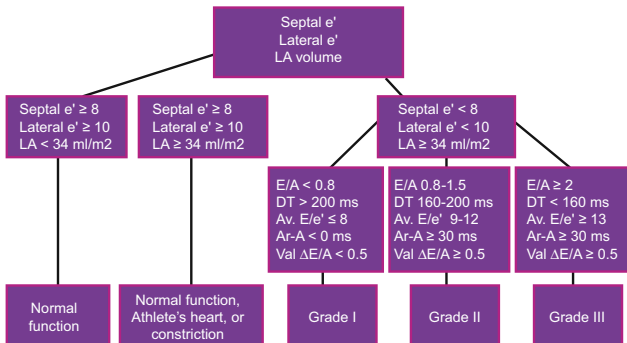 Septal e'
Lateral e'
LA volume
Septal e' ≥ 8
Lateral e' ≥ 10
LA < 34 ml/m2
Septal e' ≥ 8
Lateral e' ≥ 10
LA ≥ 34 ml/m2
Septal e' < 8
Lateral e' < 10
LA ≥ 34 ml/m2
E/A < 0.8
DT > 200 ms
Av. E/e' ≤ 8
Ar-A < 0 ms
Val ΔE/A < 0.5
E/A 0.8-1.5
DT 160-200 ms
Av. E/e' 9-12
Ar-A ≥ 30 ms
Val ΔE/A ≥ 0.5
E/A ≥ 2
DT < 160 ms
Av. E/e' ≥ 13
Ar-A ≥ 30 ms
Val ΔE/A ≥ 0.5
Normal
function
Normal function,
Athlete's heart, or
constriction
Grade I
Grade II
Grade III